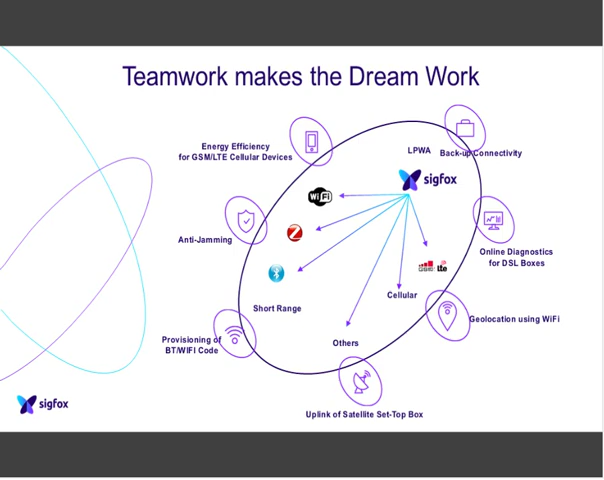 Teamwork makes the Dream Work
Energy Efficiency
for GSM/LTE Cellular Devices
LPWA
Back-up Connectivity
sigfox
WiFi
Anti-Jamming
Online Diagnostics
for DSL Boxes
GSM lte
Cellular
Short Range
Geolocation using WiFi
Provisioning of
BT/WIFI Code
Others
Uplink of Satellite Set-Top Box
sigfox